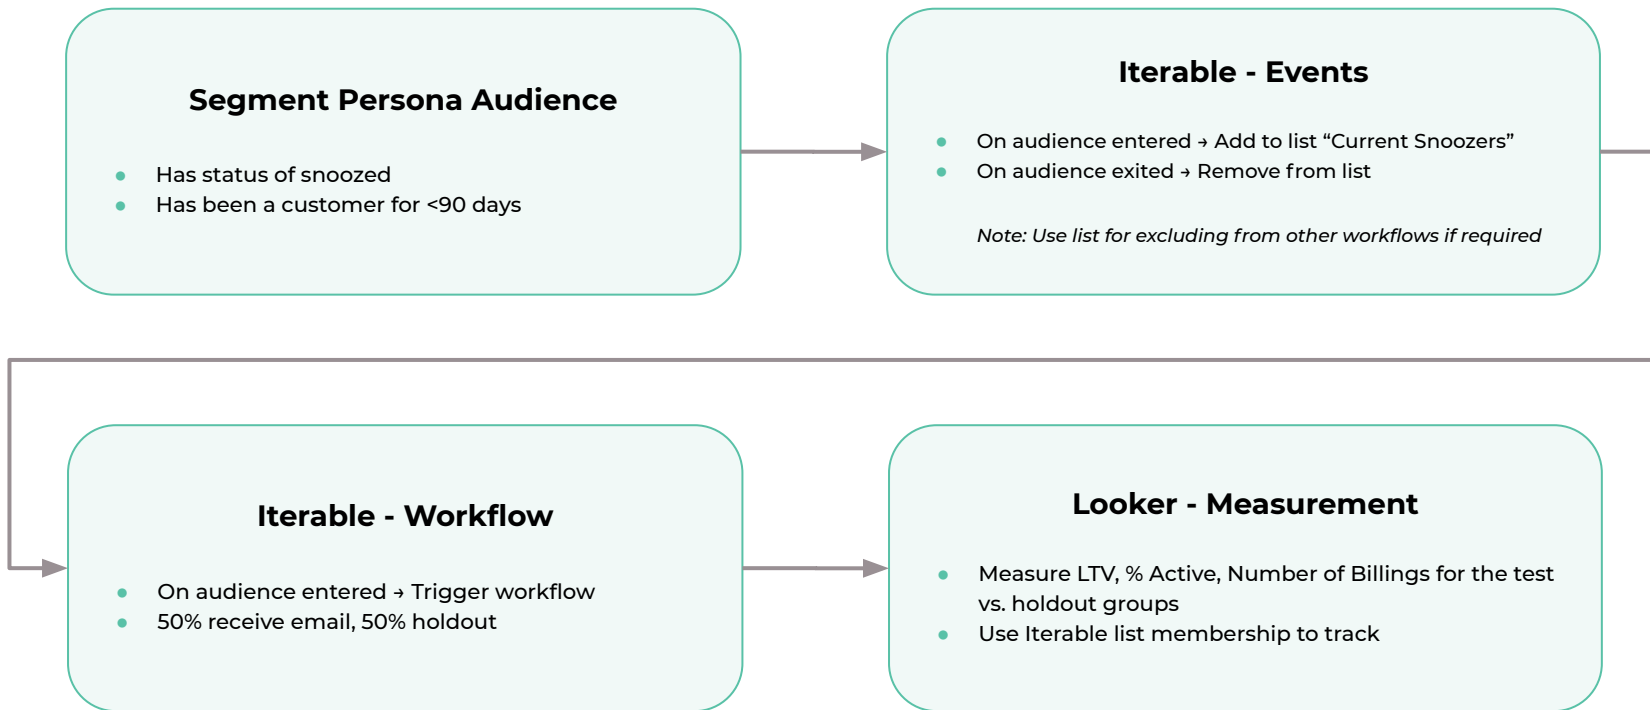 Segment Persona Audience
● Has status of snoozed
● Has been a customer for <90 days
Iterable - Events
● On audience entered → Add to list “Current Snoozers”
● On audience exited → Remove from list
Note: Use list for excluding from other workflows if required
Iterable - Workflow
● On audience entered → Trigger workflow
● 50% receive email, 50% holdout
Looker - Measurement
● Measure LTV, % Active, Number of Billings for the test
vs. holdout groups
● Use Iterable list membership to track